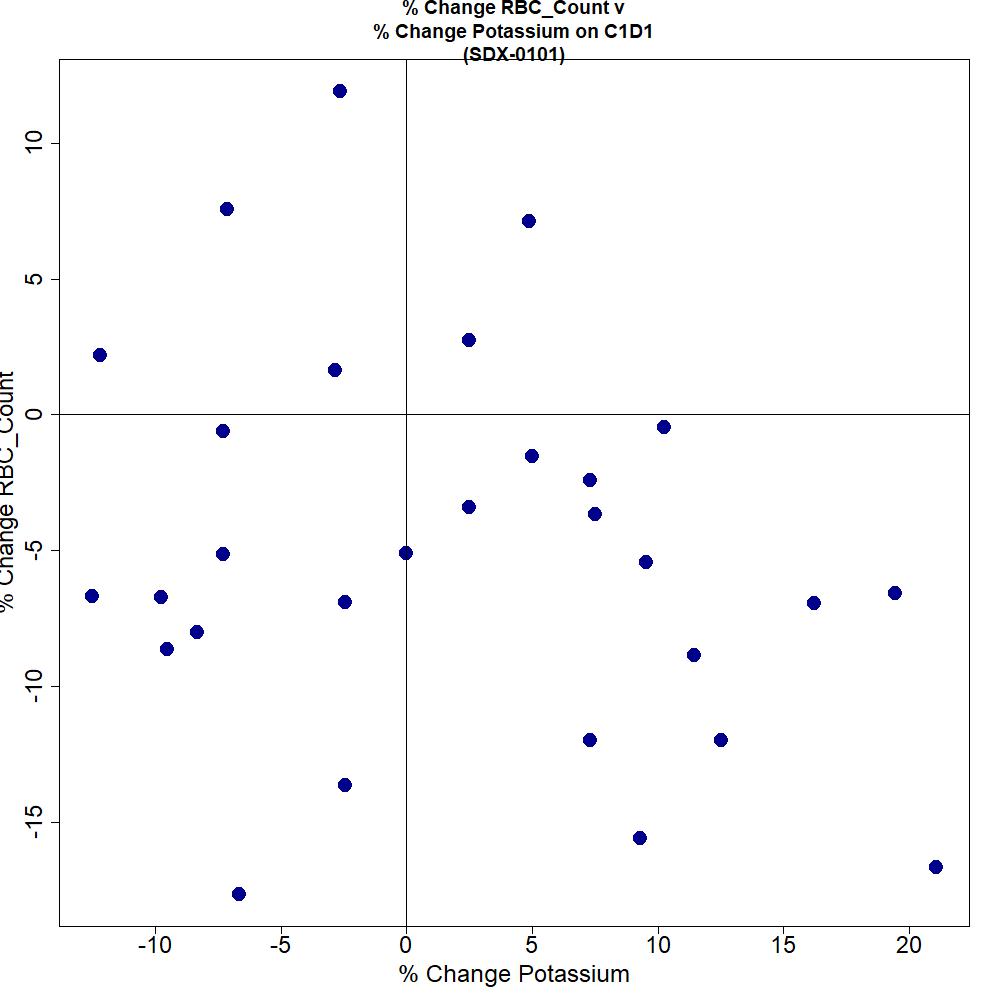 % Change RBC_Count v
% Change Potassium on C1D1
(SDX-0101)
10
5
0
-5
-10
-15
% Change RBC_Count
-10
-5
0
5
10
15
20
% Change Potassium